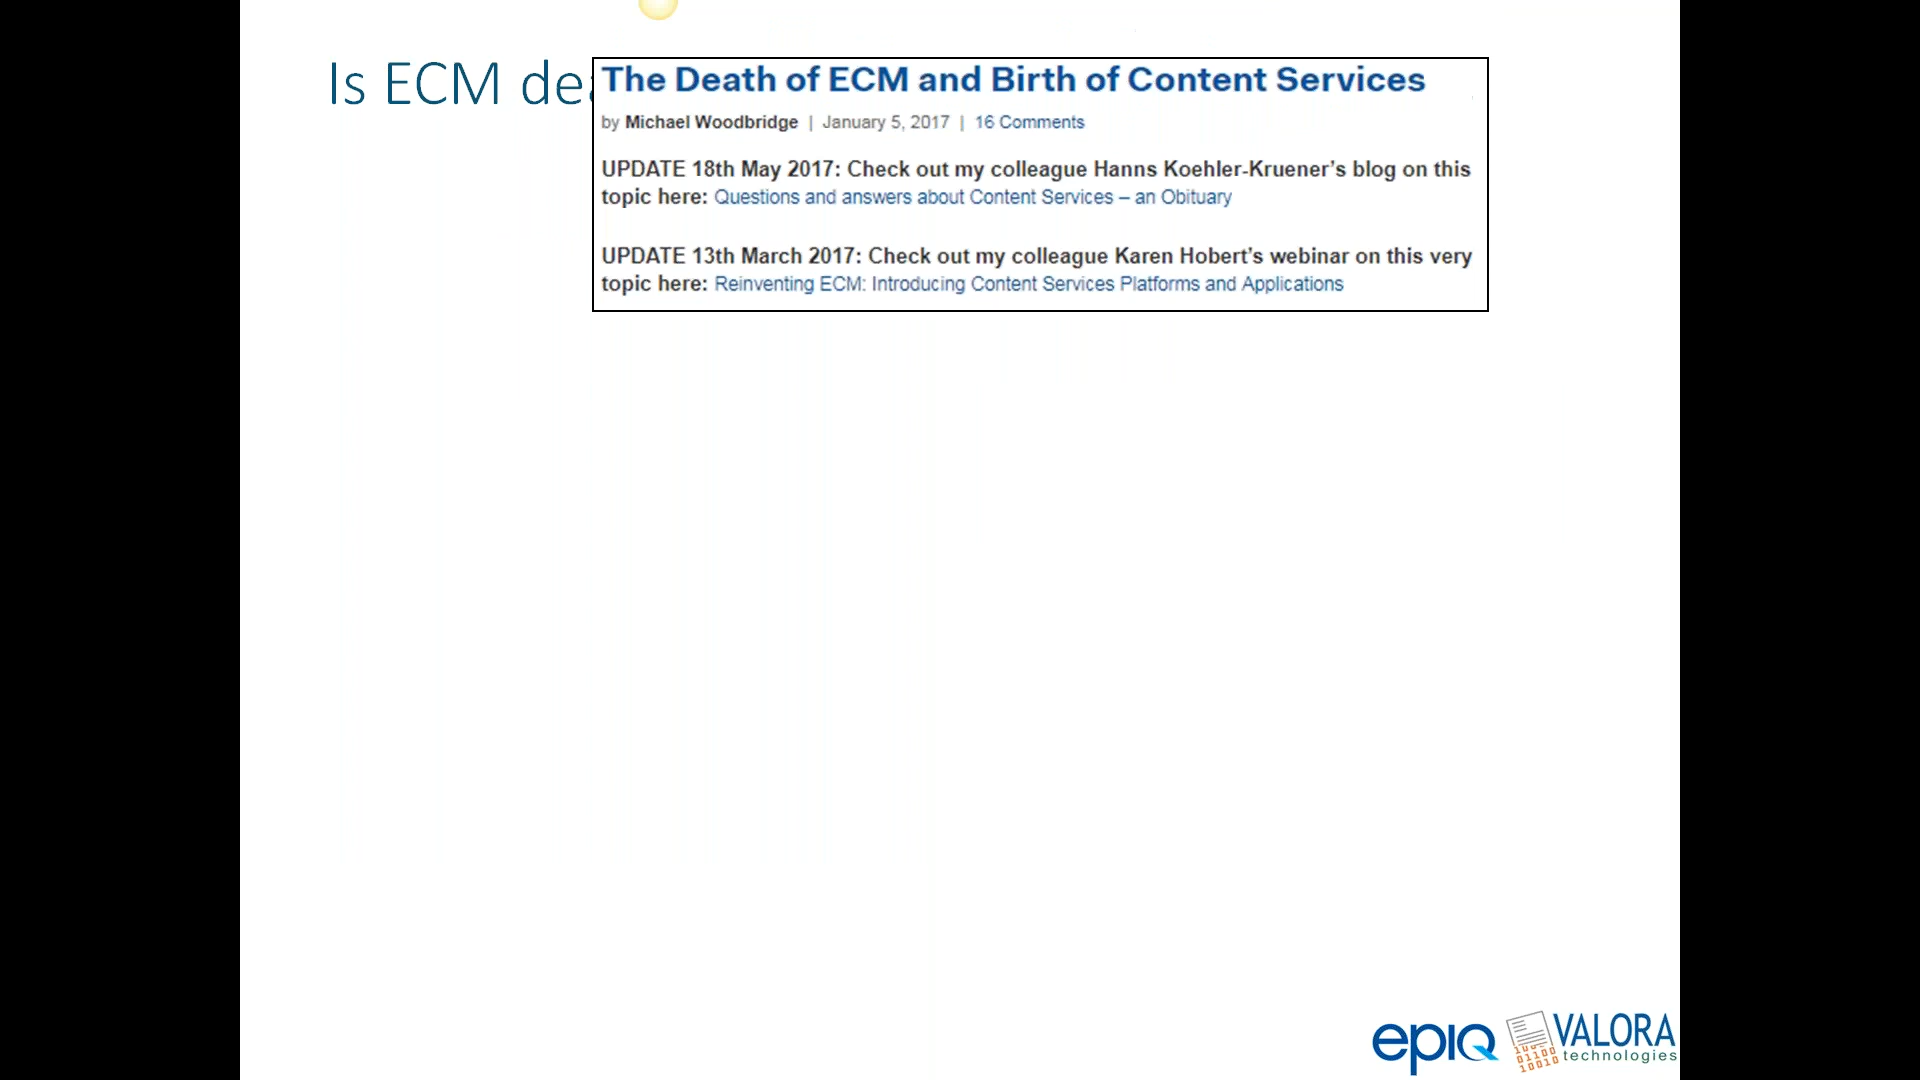 Is ECM dea
The Death of ECM and Birth of Content Services
by Michael Woodbridge | January 5, 2017 | 16 Comments
UPDATE 18th May 2017: Check out my colleague Hanns Koehler-Kruener’s blog on this
topic here: Questions and answers about Content Services – an Obituary
UPDATE 13th March 2017: Check out my colleague Karen Hobert’s webinar on this very
topic here: Reinventing ECM: Introducing Content Services Platforms and Applications
epiq
VALORA
technologies
01100
10010